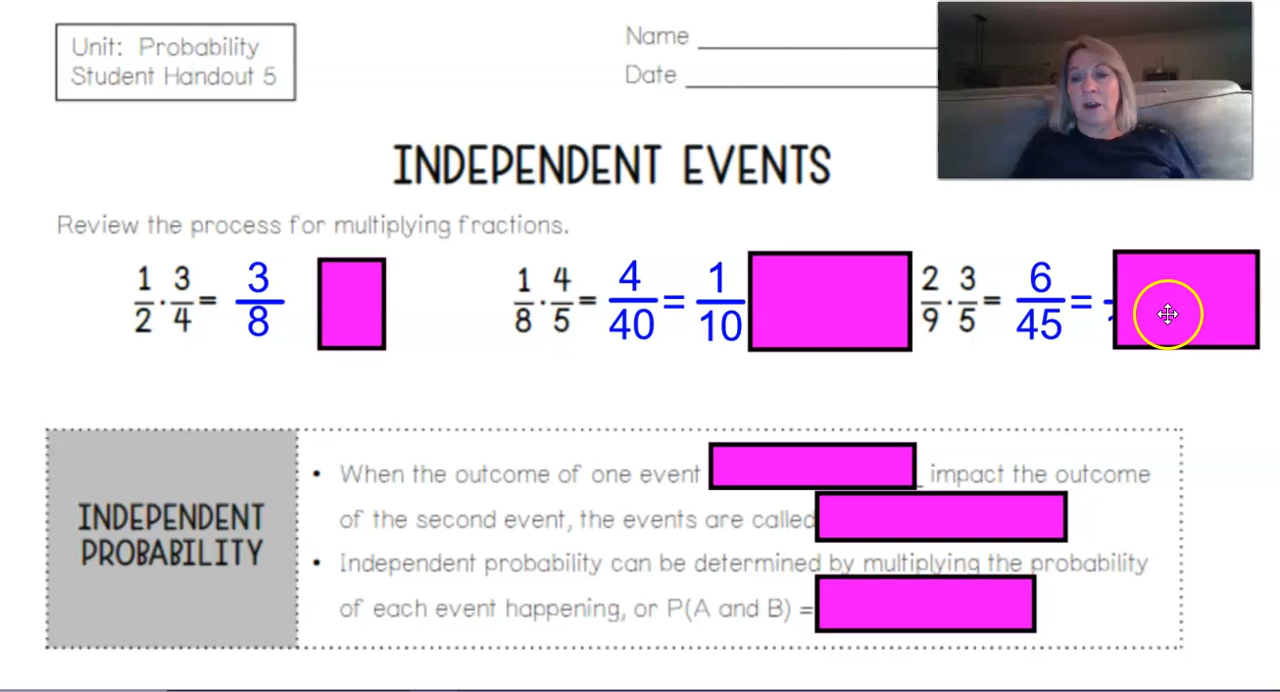 Unit: Probability
Student Handout 5
Name
Date
INDEPENDENT EVENTS
Review the process for multiplying fractions.
1/2 · 3/4 = 3/8
1/8 · 4/5 = 4/40 = 1/10
2/9 · 3/5 = 6/45 =
INDEPENDENT
PROBABILITY
• When the outcome of one event _ impact the outcome
of the second event, the events are called
• Independent probability can be determined by multiplying the probability
of each event happening, or P(A and B) =